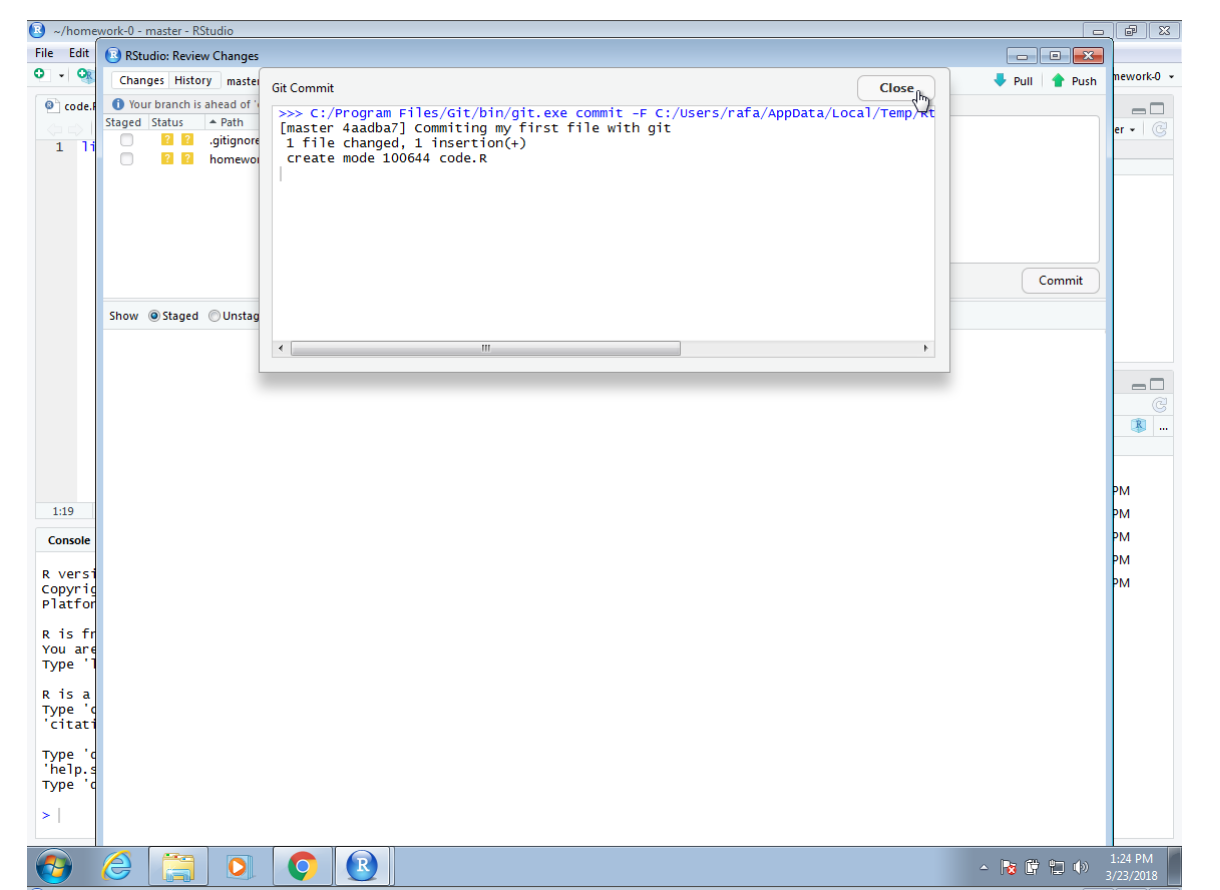 ~/homework-0 - master - RStudio
File Edit
RStudio: Review Changes
Changes History master
Git Commit
Close
Pull Push
mework-0
code.R
Your branch is ahead of
Staged Status Path
.gitignore
homewor
1 li
>>> C:/Program Files/Git/bin/git.exe commit -F C:/Users/rafa/AppData/Local/Temp/Rt
[master 4aadba7] Commiting my first file with git
1 file changed, 1 insertion(+)
create mode 100644 code.R
er
Commit
Show Staged Unstag
...
1:19
PM
PM
PM
PM
PM
Console
R versi
Copyrig
Platfor
R is fr
You are
Type 'l
R is a
Type 'c
'citati
Type 'd
'help.s
Type 'q
>
1:24 PM
3/23/2018